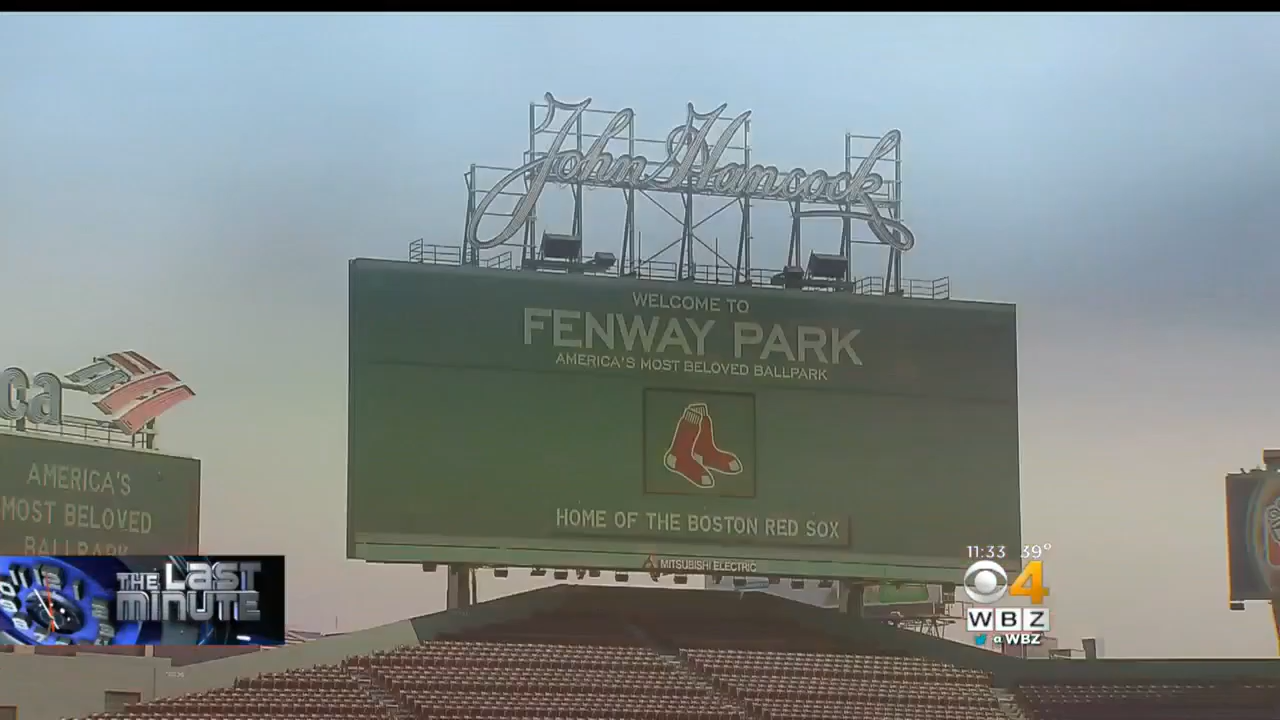 John Hancock
WELCOME TO
FENWAY PARK
AMERICA'S MOST BELOVED BALLPARK
HOME OF THE BOSTON RED SOX
MITSUBISHI ELECTRIC
ca
AMERICA'S
MOST BELOVED
BALLPARK
THE LAST
MINUTE
11:33 39°
4
WBZ
@WBZ